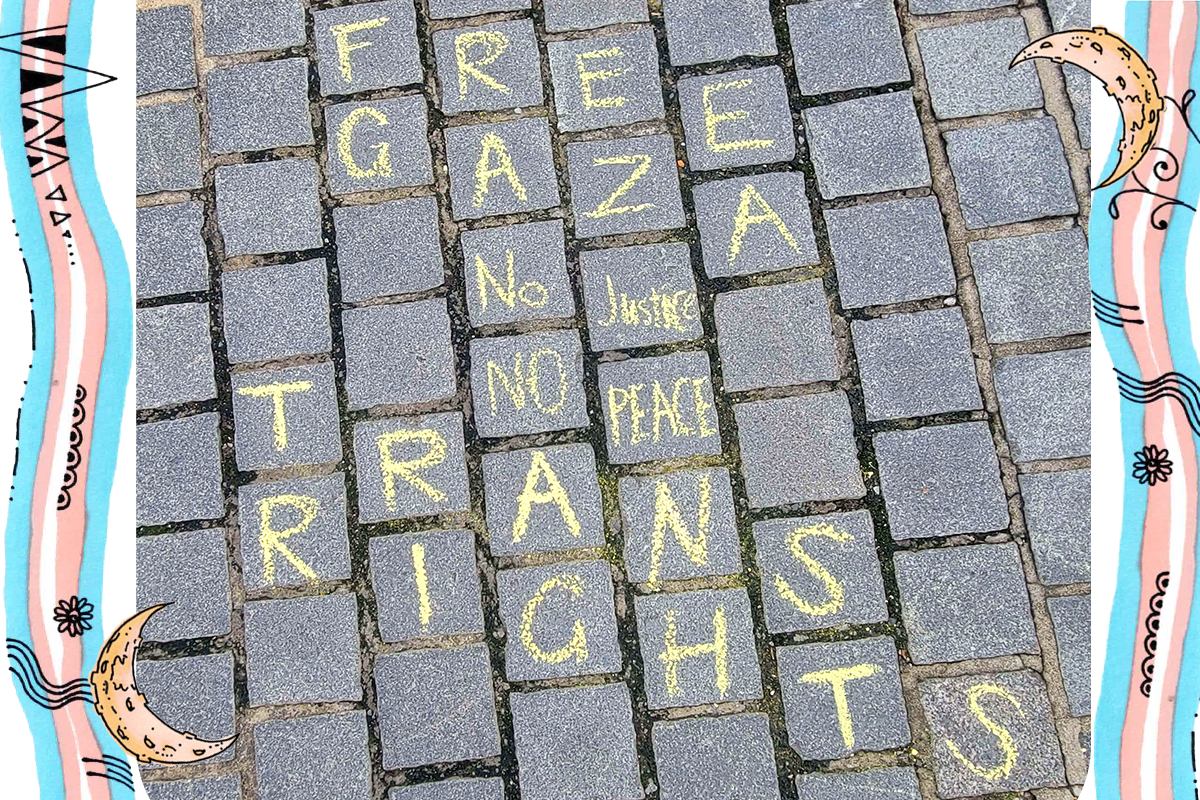 FREE
GAZA
No Justice
NO PEACE
TRANS
RIGHTS